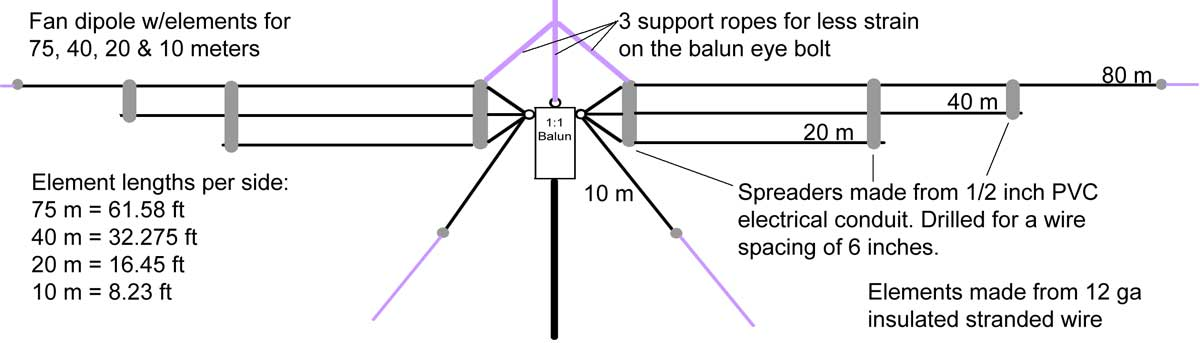 Fan dipole w/elements for
75, 40, 20 & 10 meters
3 support ropes for less strain
on the balun eye bolt
80 m
40 m
20 m
1:1
Balun
10 m
Element lengths per side:
75 m = 61.58 ft
40 m = 32.275 ft
20 m = 16.45 ft
10 m = 8.23 ft
Spreaders made from 1/2 inch PVC
electrical conduit. Drilled for a wire
spacing of 6 inches.
Elements made from 12 ga
insulated stranded wire